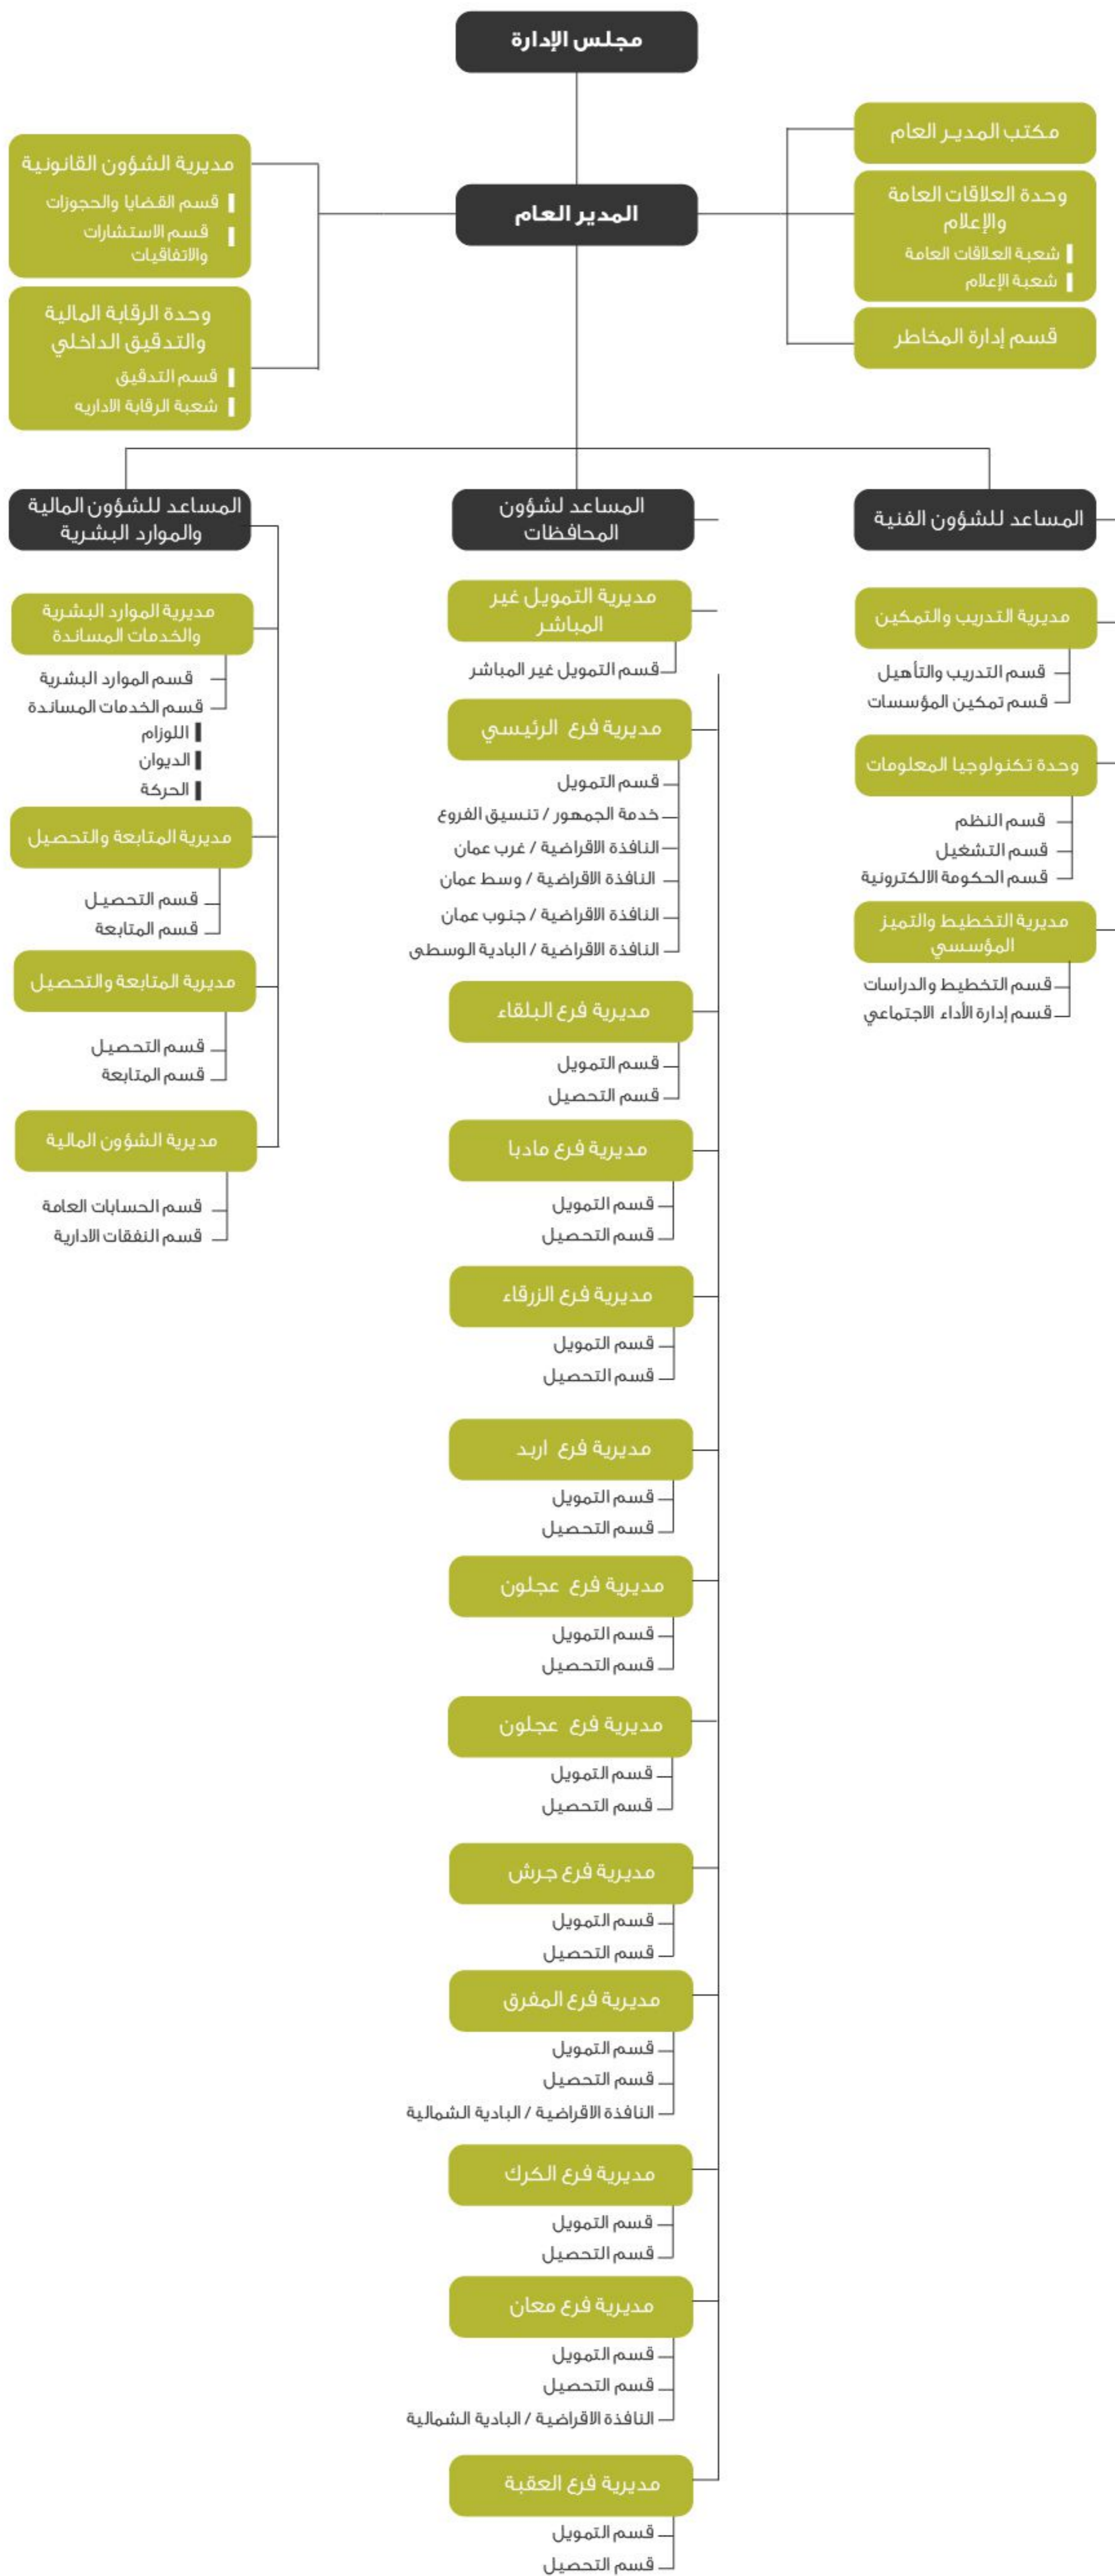 مجلس الإدارة
المدير العام
مكتب المدير العام
وحدة العلاقات العامة
والإعلام
شعبة العلاقات العامة
شعبة الإعلام
قسم إدارة المخاطر
مديرية الشؤون القانونية
قسم القضايا والحجوزات
قسم الاستشارات
والاتفاقيات
وحدة الرقابة المالية
والتدقيق الداخلي
قسم التدقيق
شعبة الرقابة الاداريه
المساعد للشؤون الفنية
مديرية التدريب والتمكين
قسم التدريب والتأهيل
قسم تمكين المؤسسات
وحدة تكنولوجيا المعلومات
قسم النظم
قسم التشغيل
قسم الحكومة الالكترونية
مديرية التخطيط والتميز
المؤسسي
قسم التخطيط والدراسات
قسم إدارة الأداء الاجتماعي
المساعد لشؤون
المحافظات
مديرية التمويل غير
المباشر
قسم التمويل غير المباشر
مديرية فرع الرئيسي
قسم التمويل
خدمة الجمهور / تنسيق الفروع
النافذة الاقراضية / غرب عمان
النافذة الاقراضية / وسط عمان
النافذة الاقراضية / جنوب عمان
النافذة الاقراضية / البادية الوسطى
مديرية فرع البلقاء
قسم التمويل
قسم التحصيل
مديرية فرع مادبا
قسم التمويل
قسم التحصيل
مديرية فرع الزرقاء
قسم التمويل
قسم التحصيل
مديرية فرع اربد
قسم التمويل
قسم التحصيل
مديرية فرع عجلون
قسم التمويل
قسم التحصيل
مديرية فرع عجلون
قسم التمويل
قسم التحصيل
مديرية فرع جرش
قسم التمويل
قسم التحصيل
مديرية فرع المفرق
قسم التمويل
قسم التحصيل
النافذة الاقراضية / البادية الشمالية
مديرية فرع الكرك
قسم التمويل
قسم التحصيل
مديرية فرع معان
قسم التمويل
قسم التحصيل
النافذة الاقراضية / البادية الشمالية
مديرية فرع العقبة
قسم التمويل
قسم التحصيل
المساعد للشؤون المالية
والموارد البشرية
مديرية الموارد البشرية
والخدمات المساندة
قسم الموارد البشرية
قسم الخدمات المساندة
اللوزام
الديوان
الحركة
مديرية المتابعة والتحصيل
قسم التحصيل
قسم المتابعة
مديرية المتابعة والتحصيل
قسم التحصيل
قسم المتابعة
مديرية الشؤون المالية
قسم الحسابات العامة
قسم النفقات الادارية